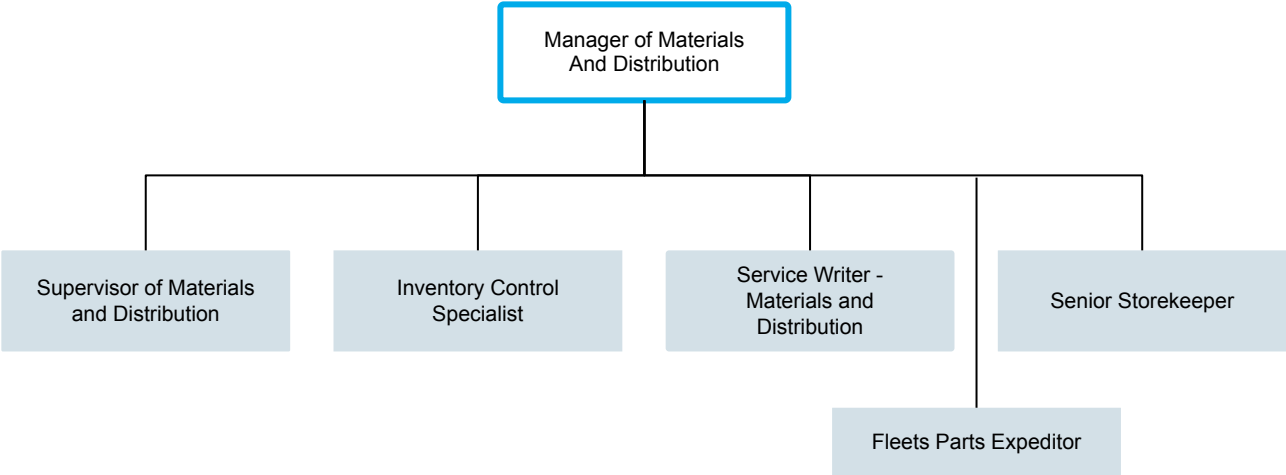 Manager of Materials
And Distribution
Supervisor of Materials
and Distribution
Inventory Control
Specialist
Service Writer -
Materials and
Distribution
Senior Storekeeper
Fleets Parts Expeditor